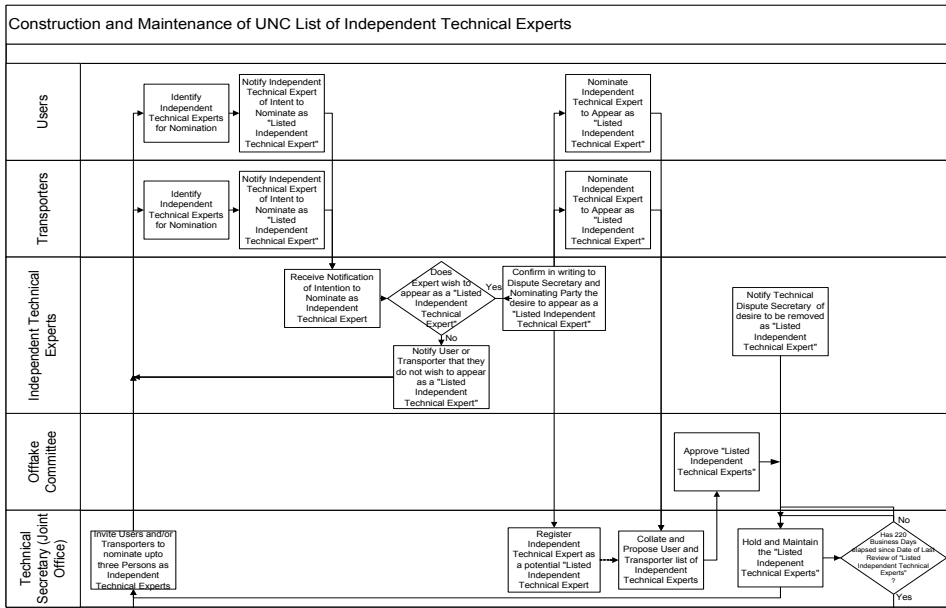 Construction and Maintenance of UNC List of Independent Technical Experts
Users
Identify
Independent
Technical Experts
for Nomination
Notify Independent
Technical Expert
of Intent to
Nominate as
"Listed
Independent
Technical Expert"
Nominate
Independent
Technical Expert
to Appear as
"Listed
Independent
Technical Expert"
Transporters
Identify
Independent
Technical Experts
for Nomination
Notify Independent
Technical Expert
of Intent to
Nominate as
"Listed
Independent
Technical Expert"
Nominate
Independent
Technical Expert
to Appear as
"Listed
Independent
Technical Expert"
Independent Technical
Experts
Receive Notification
of Intention to
Nominate as
Independent
Technical Expert
Does
Expert wish to
appear as a "Listed
Independent
Technical
Expert"
Yes
No
Confirm in writing to
Dispute Secretary and
Nominating Party the
desire to appear as a
"Listed Independent
Technical Expert"
Notify User or
Transporter that they
do not wish to appear
as a "Listed
Independent
Technical Expert"
Notify Technical
Dispute Secretary of
desire to be removed
as "Listed
Independent
Technical Expert"
Offtake
Committee
Approve "Listed
Independent
Technical Experts"
Technical
Secretary (Joint
Office)
Invite Users and/or
Transporters to
nominate upto
three Persons as
Independent
Technical Experts
Register
Independent
Technical Expert as
a potential "Listed
Independent
Technical Expert
Collate and
Propose User and
Transporter list of
Independent
Technical Experts
Hold and Maintain
the "Listed
Indepenent
Technical Experts"
No
Has 220
Business Days
elapsed since Date of Last
Review of "Listed
Independent Technical
Experts"
?
Yes